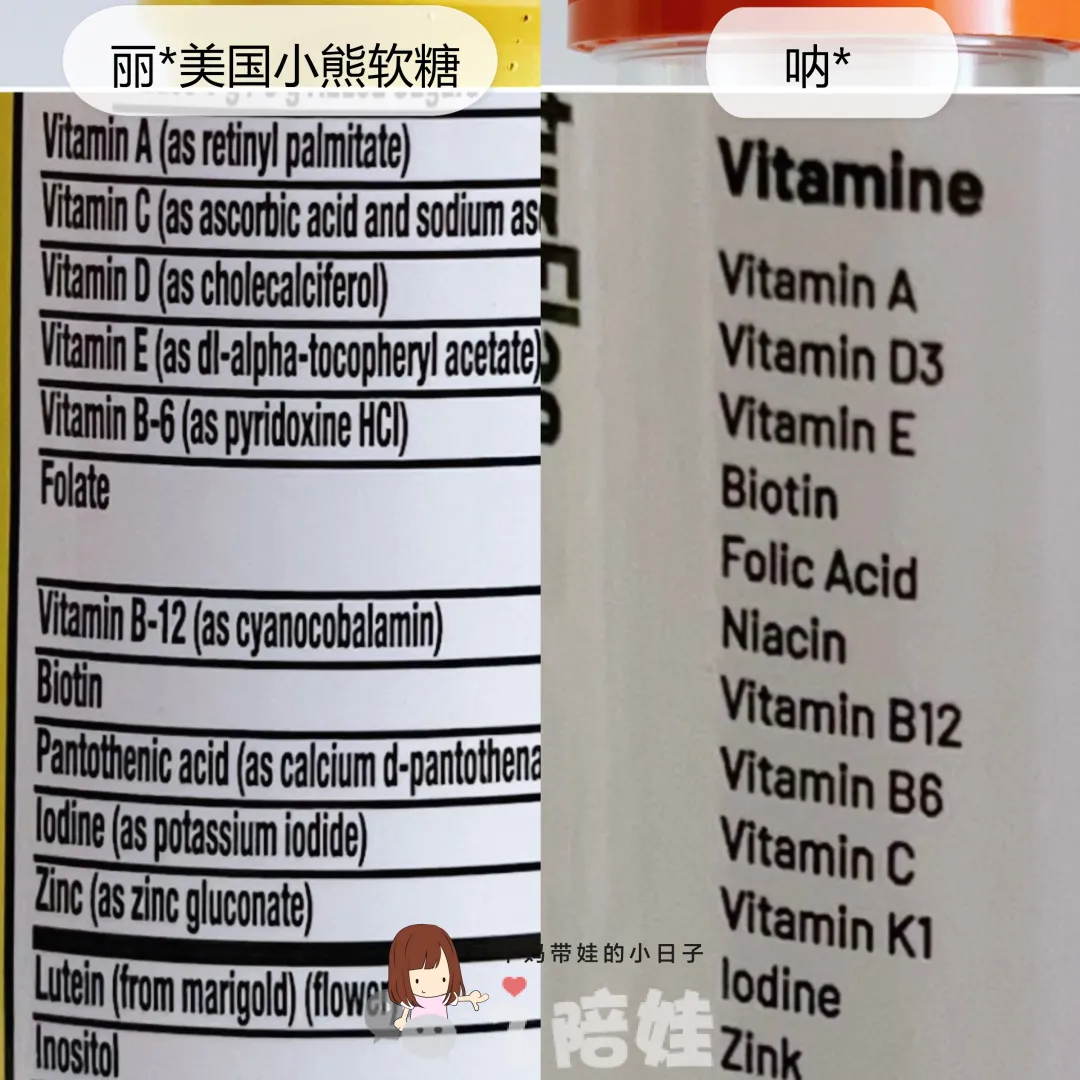 丽*美国小熊软糖
Vitamin A (as retinyl palmitate)
Vitamin C (as ascorbic acid and sodium as
Vitamin D (as cholecalciferol)
Vitamin E (as dl-alpha-tocopheryl acetate)
Vitamin B-6 (as pyridoxine HCl)
Folate
Vitamin B-12 (as cyanocobalamin)
Biotin
Pantothenic acid (as calcium d-pantothena
Iodine (as potassium iodide)
Zinc (as zinc gluconate)
Lutein (from marigold) (flower
Inositol
呐*
Vitamine
Vitamin A
Vitamin D3
Vitamin E
Biotin
Folic Acid
Niacin
Vitamin B12
Vitamin B6
Vitamin C
Vitamin K1
Iodine
Zink
妈带娃的小日子
陪娃